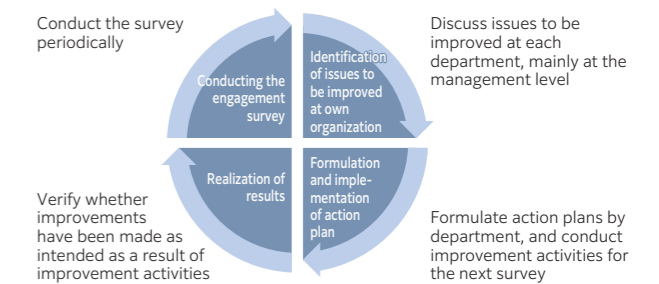 Conduct the survey
periodically
Conducting the
engagement
survey
Identification
of issues to
be improved
at own
organization
Discuss issues to be
improved at each
department, mainly at the
management level
Verify whether
improvements
have been made as
intended as a result of
improvement activities
Realization of
results
Formulation
and imple-
mentation
of action
plan
Formulate action plans by
department, and conduct
improvement activities for
the next survey